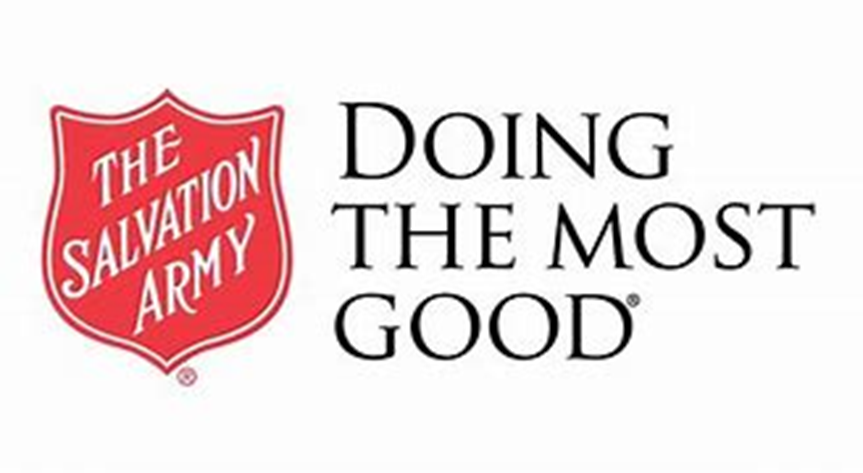 THE
SALVATION
ARMY
®
DOING
THE MOST
GOOD®